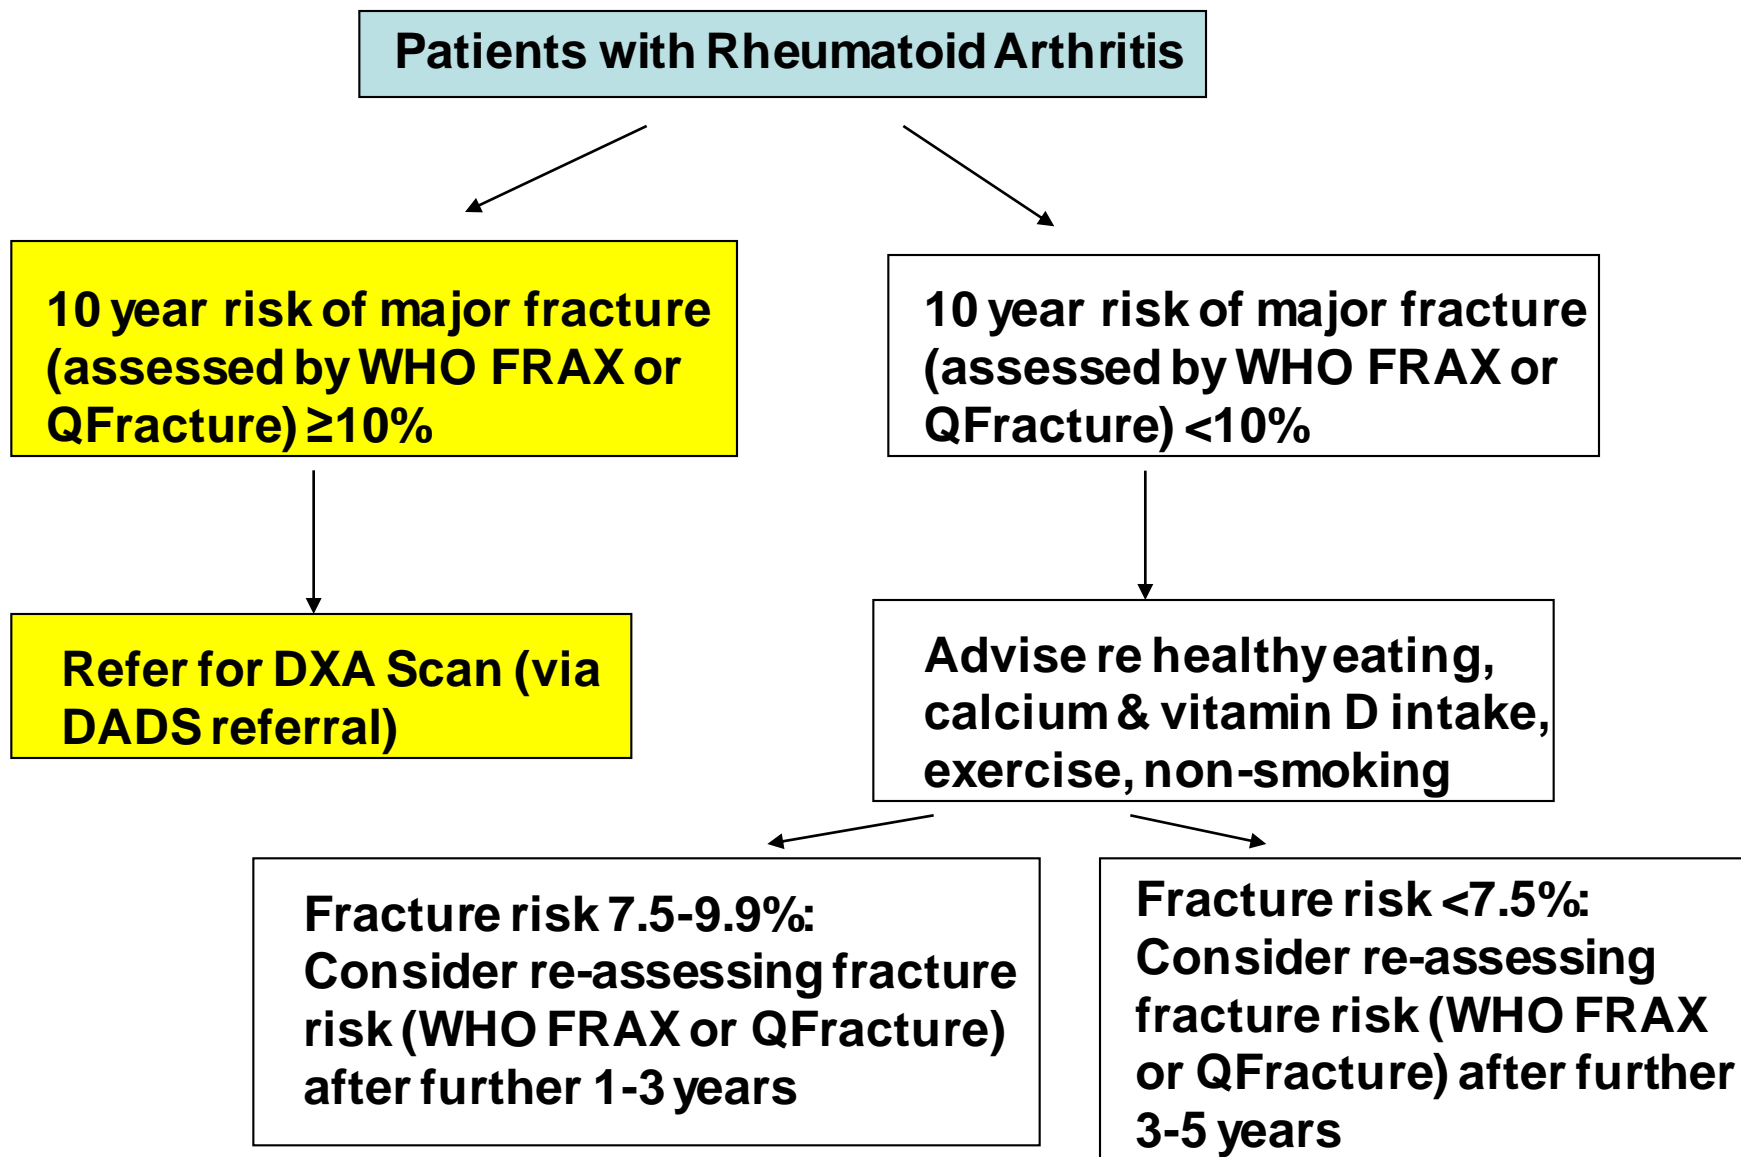 Patients with Rheumatoid Arthritis
10 year risk of major fracture
(assessed by WHO FRAX or
QFracture) ≥10%
10 year risk of major fracture
(assessed by WHO FRAX or
QFracture) <10%
Refer for DXA Scan (via
DADS referral)
Advise re healthy eating,
calcium & vitamin D intake,
exercise, non-smoking
Fracture risk 7.5-9.9%:
Consider re-assessing fracture
risk (WHO FRAX or QFracture)
after further 1-3 years
Fracture risk <7.5%:
Consider re-assessing
fracture risk (WHO FRAX
or QFracture) after further
3-5 years